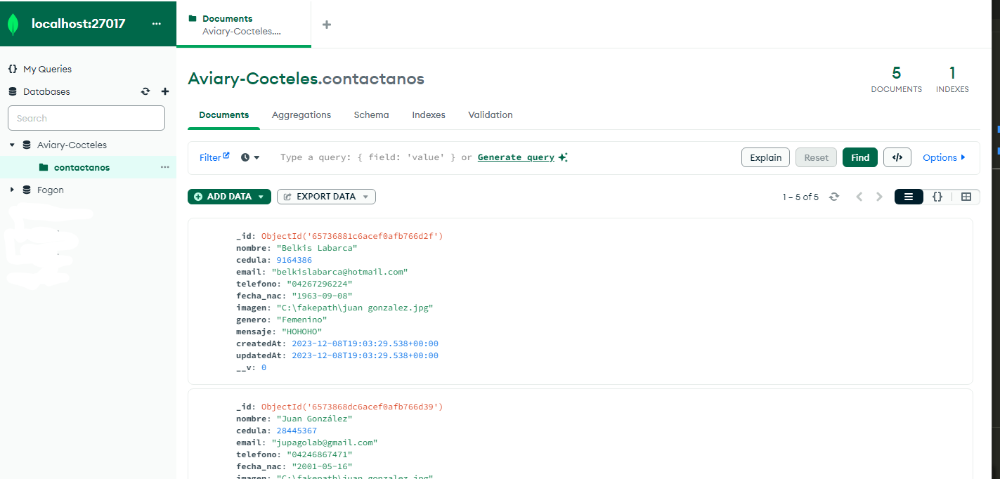 localhost:27017
Documents
Aviary-Cocteles....
My Queries
Databases
Search
Aviary-Cocteles
contactanos
Fogon
Aviary-Cocteles.contactanos
5
DOCUMENTS
1
INDEXES
Documents Aggregations Schema Indexes Validation
Filter Type a query: { field: 'value' } or Generate query Explain Reset Find </> Options
ADD DATA EXPORT DATA 1 – 5 of 5 {}
_id: ObjectId('65736881c6acef0afb766d2f')
nombre: "Belkis Labarca"
cedula: 9164386
email: "belkislabarca@hotmail.com"
telefono: "04267296224"
fecha_nac: "1963-09-08"
imagen: "C:\fakepath\juan gonzalez.jpg"
genero: "Femenino"
mensaje: "HOHOHO"
createdAt: 2023-12-08T19:03:29.538+00:00
updatedAt: 2023-12-08T19:03:29.538+00:00
__v: 0
_id: ObjectId('6573868dc6acef0afb766d39')
nombre: "Juan González"
cedula: 28445367
email: "jupagolab@gmail.com"
telefono: "04246867471"
fecha_nac: "2001-05-16"
imagen: "C:\fakepath\juan gonzalez.jpg"